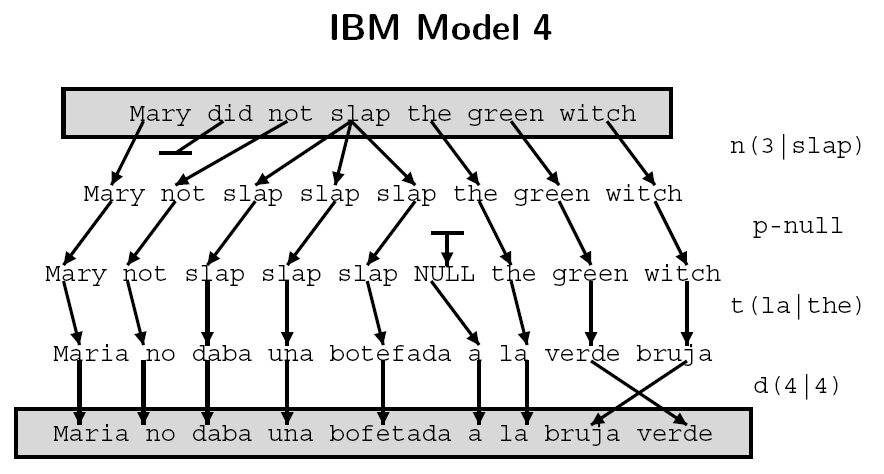 IBM Model 4
Mary did not slap the green witch
n(3|slap)
Mary not slap slap slap the green witch
p-null
Mary not slap slap slap NULL the green witch
t(la|the)
Maria no daba una botefada a la verde bruja
d(4|4)
Maria no daba una bofetada a la bruja verde